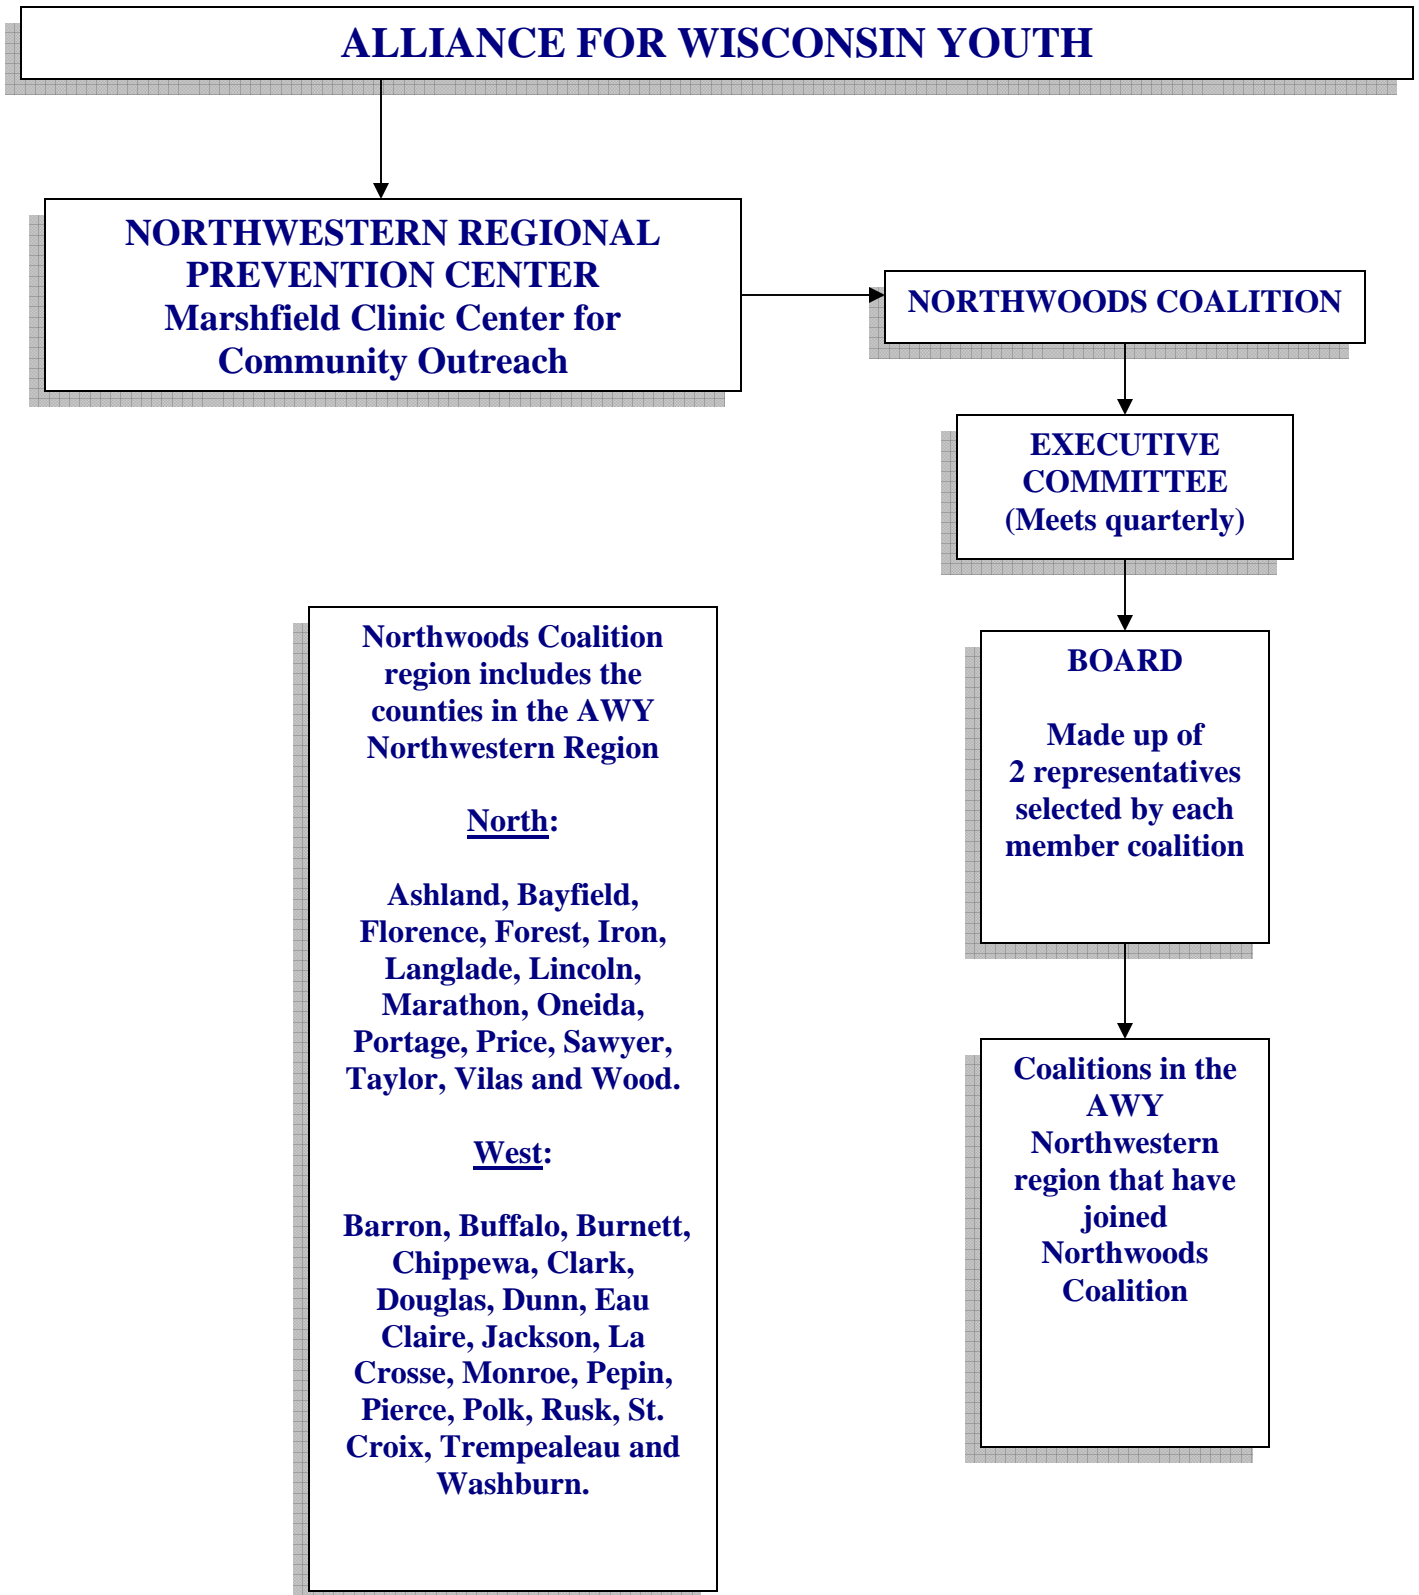 ALLIANCE FOR WISCONSIN YOUTH
NORTHWESTERN REGIONAL
PREVENTION CENTER
Marshfield Clinic Center for
Community Outreach
NORTHWOODS COALITION
EXECUTIVE
COMMITTEE
(Meets quarterly)
BOARD
Made up of
2 representatives
selected by each
member coalition
Coalitions in the
AWY
Northwestern
region that have
joined
Northwoods
Coalition
Northwoods Coalition
region includes the
counties in the AWY
Northwestern Region
North:
Ashland, Bayfield,
Florence, Forest, Iron,
Langlade, Lincoln,
Marathon, Oneida,
Portage, Price, Sawyer,
Taylor, Vilas and Wood.
West:
Barron, Buffalo, Burnett,
Chippewa, Clark,
Douglas, Dunn, Eau
Claire, Jackson, La
Crosse, Monroe, Pepin,
Pierce, Polk, Rusk, St.
Croix, Trempealeau and
Washburn.